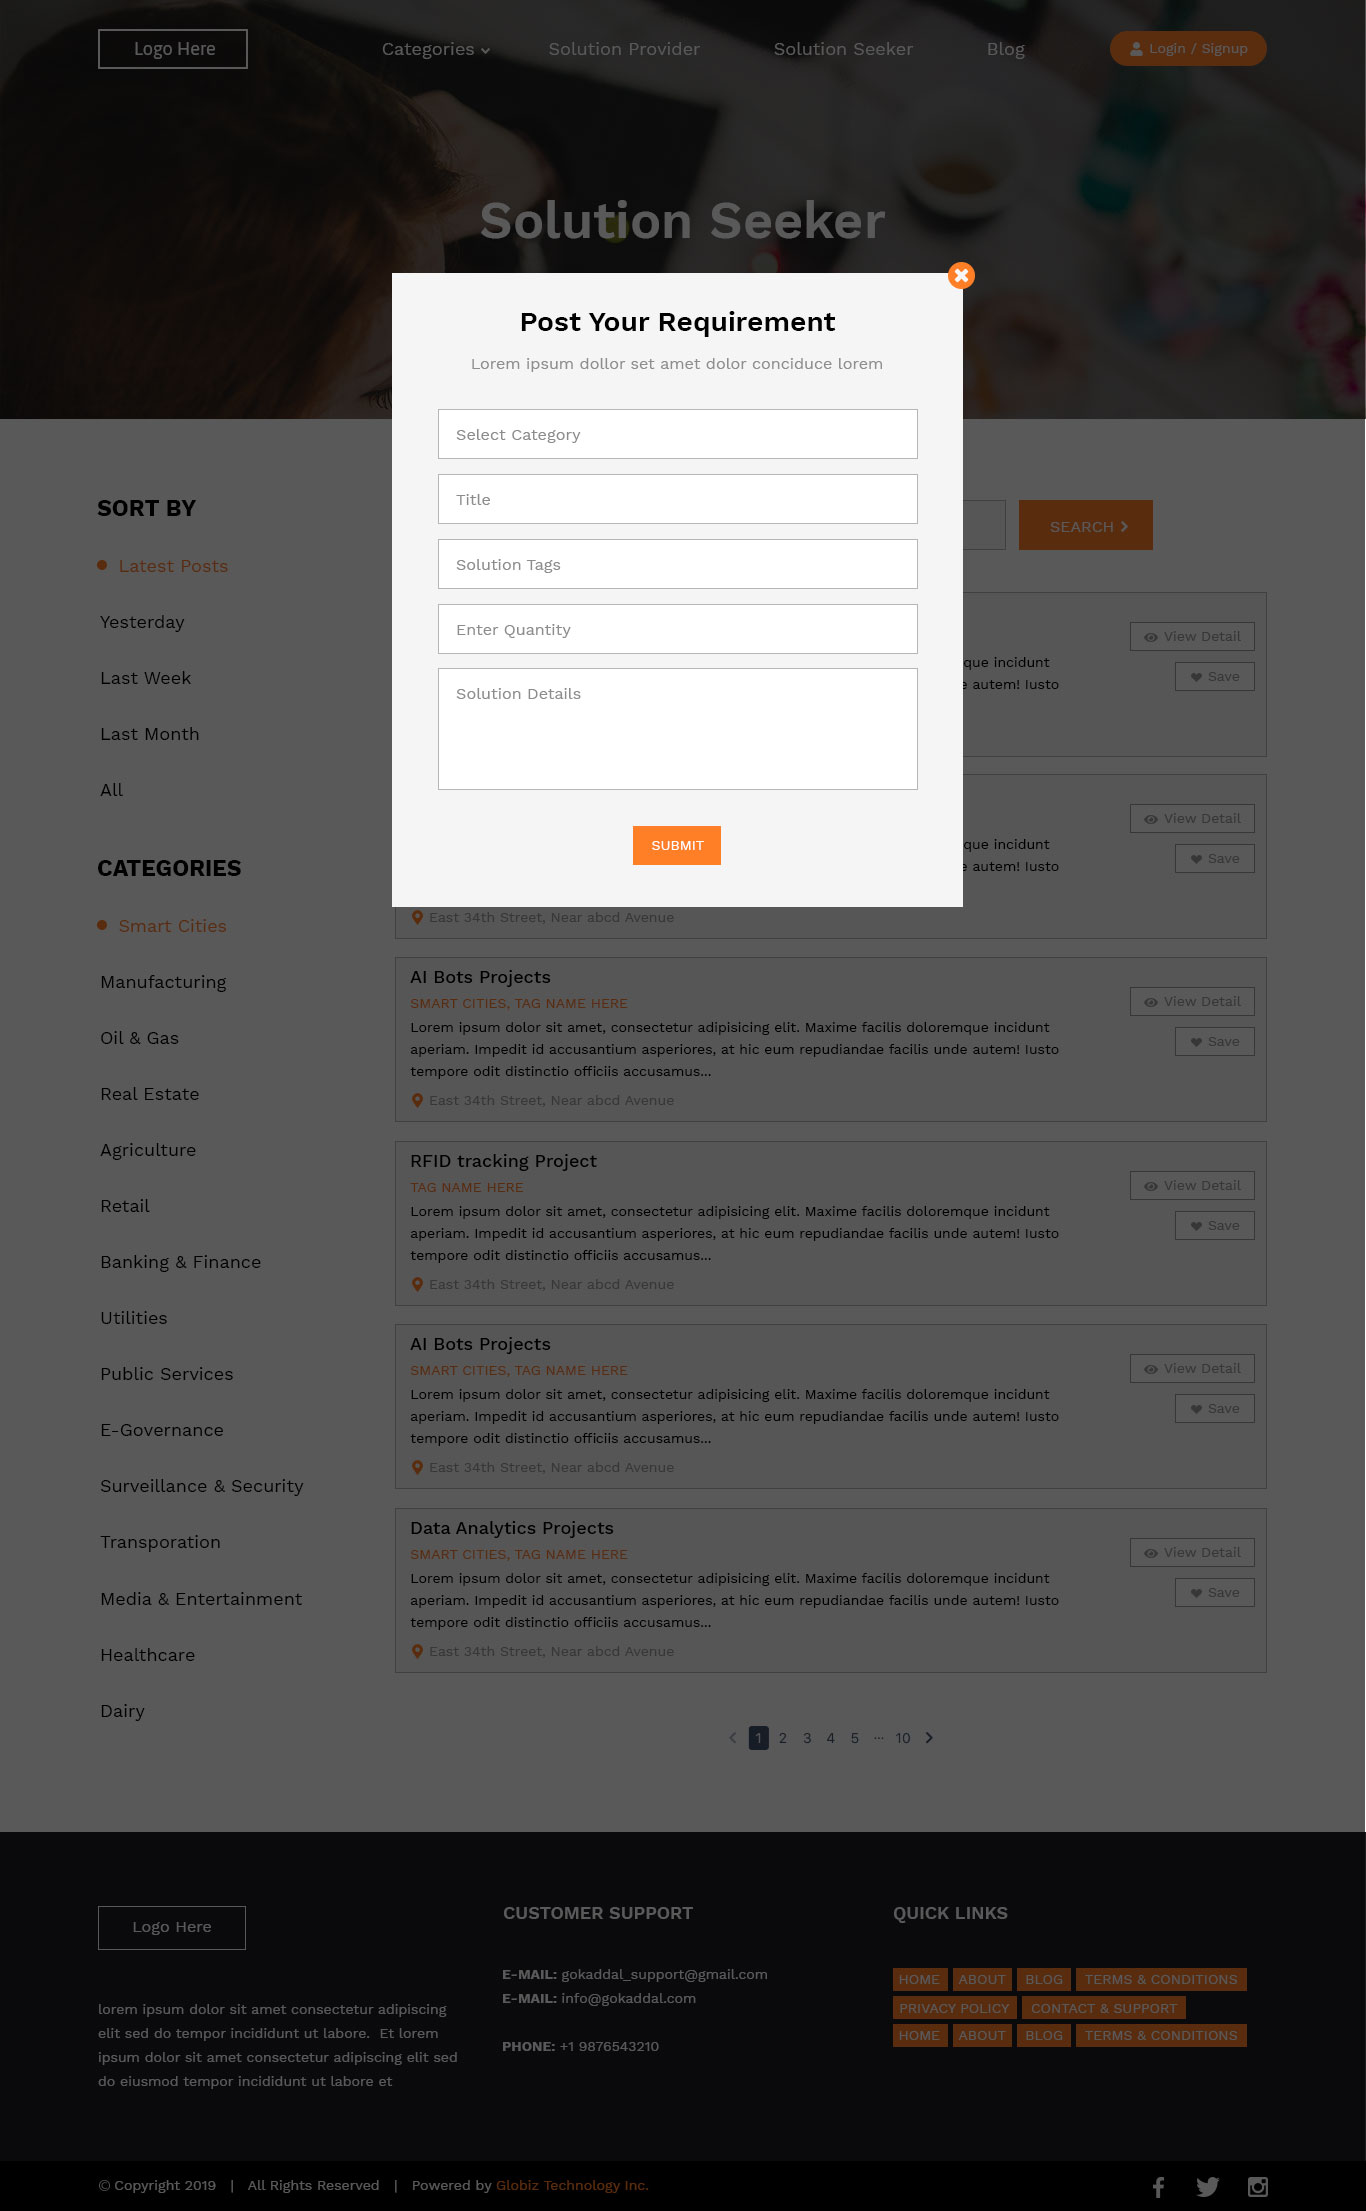 Logo Here
Categories
Solution Provider
Solution Seeker
Blog
Login / Signup
Solution Seeker
Post Your Requirement
Lorem ipsum dollor set amet dolor conciduce lorem
Select Category
Title
Solution Tags
Enter Quantity
Solution Details
SUBMIT
SORT BY
Latest Posts
Yesterday
Last Week
Last Month
All
CATEGORIES
Smart Cities
Manufacturing
Oil & Gas
Real Estate
Agriculture
Retail
Banking & Finance
Utilities
Public Services
E-Governance
Surveillance & Security
Transporation
Media & Entertainment
Healthcare
Dairy
SEARCH
View Detail
que incidunt
Save
e autem! Iusto
View Detail
que incidunt
Save
e autem! Iusto
East 34th Street, Near abcd Avenue
AI Bots Projects
SMART CITIES, TAG NAME HERE
View Detail
Lorem ipsum dolor sit amet, consectetur adipisicing elit. Maxime facilis doloremque incidunt
aperiam. Impedit id accusantium asperiores, at hic eum repudiandae facilis unde autem! Iusto
Save
tempore odit distinctio officiis accusamus...
East 34th Street, Near abcd Avenue
RFID tracking Project
TAG NAME HERE
View Detail
Lorem ipsum dolor sit amet, consectetur adipisicing elit. Maxime facilis doloremque incidunt
aperiam. Impedit id accusantium asperiores, at hic eum repudiandae facilis unde autem! Iusto
Save
tempore odit distinctio officiis accusamus...
East 34th Street, Near abcd Avenue
AI Bots Projects
SMART CITIES, TAG NAME HERE
View Detail
Lorem ipsum dolor sit amet, consectetur adipisicing elit. Maxime facilis doloremque incidunt
aperiam. Impedit id accusantium asperiores, at hic eum repudiandae facilis unde autem! Iusto
Save
tempore odit distinctio officiis accusamus...
East 34th Street, Near abcd Avenue
Data Analytics Projects
SMART CITIES, TAG NAME HERE
View Detail
Lorem ipsum dolor sit amet, consectetur adipisicing elit. Maxime facilis doloremque incidunt
aperiam. Impedit id accusantium asperiores, at hic eum repudiandae facilis unde autem! Iusto
Save
tempore odit distinctio officiis accusamus...
East 34th Street, Near abcd Avenue
1 2 3 4 5 ··· 10
Logo Here
lorem ipsum dolor sit amet consectetur adipiscing
elit sed do tempor incididunt ut labore. Et lorem
ipsum dolor sit amet consectetur adipiscing elit sed
do eiusmod tempor incididunt ut labore et
CUSTOMER SUPPORT
E-MAIL: gokaddal_support@gmail.com
E-MAIL: info@gokaddal.com
PHONE: +1 9876543210
QUICK LINKS
HOME ABOUT BLOG TERMS & CONDITIONS
PRIVACY POLICY CONTACT & SUPPORT
HOME ABOUT BLOG TERMS & CONDITIONS
© Copyright 2019 | All Rights Reserved | Powered by Globiz Technology Inc.